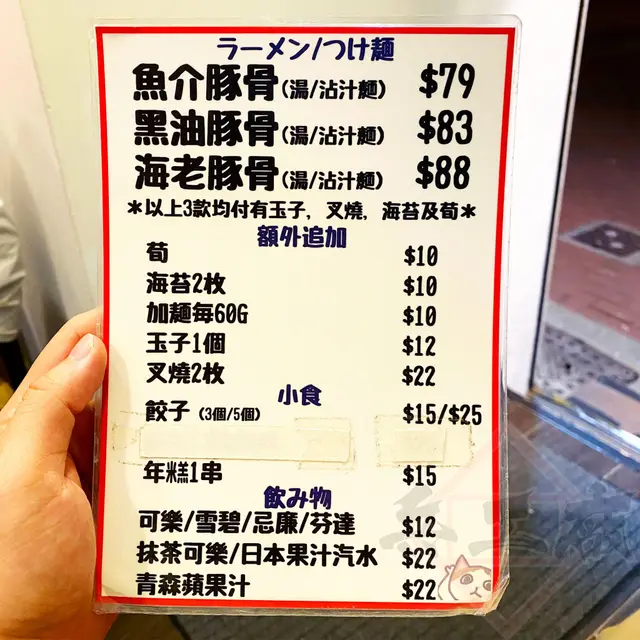 ラーメン/つけ麺
魚介豚骨(湯/沾汁麵) $79
黑油豚骨(湯/沾汁麵) $83
海老豚骨(湯/沾汁麵) $88
*以上3款均付有玉子, 叉燒, 海苔及荀*
額外追加
荀 $10
海苔2枚 $10
加麵每60G $10
玉子1個 $12
叉燒2枚 $22
小食
餃子 (3個/5個) $15/$25
年糕1串 $15
飲み物
可樂/雪碧/忌廉/芬達 $12
抹茶可樂/日本果汁汽水 $22
青森蘋果汁 $22